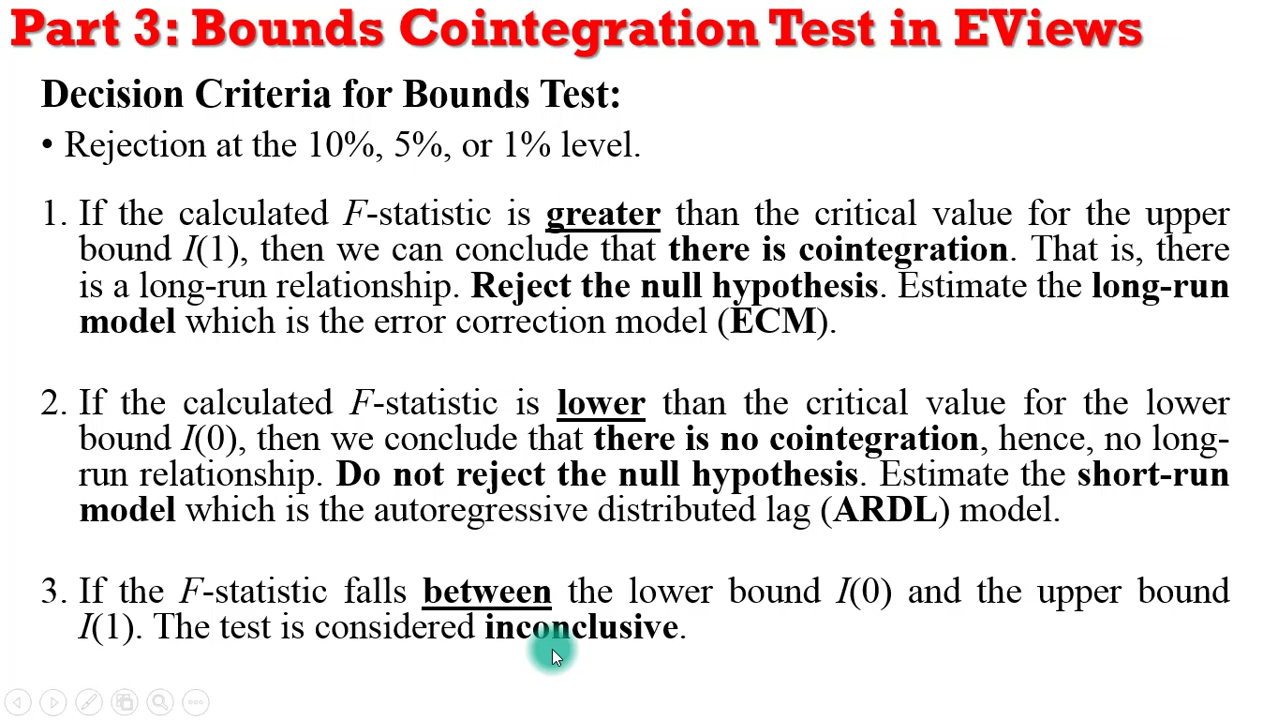 Part 3: Bounds Cointegration Test in EViews
Decision Criteria for Bounds Test:
• Rejection at the 10%, 5%, or 1% level.
1. If the calculated F-statistic is greater than the critical value for the upper
bound I(1), then we can conclude that there is cointegration. That is, there
is a long-run relationship. Reject the null hypothesis. Estimate the long-run
model which is the error correction model (ECM).
2. If the calculated F-statistic is lower than the critical value for the lower
bound I(0), then we conclude that there is no cointegration, hence, no long-
run relationship. Do not reject the null hypothesis. Estimate the short-run
model which is the autoregressive distributed lag (ARDL) model.
3. If the F-statistic falls between the lower bound I(0) and the upper bound
I(1). The test is considered inconclusive.